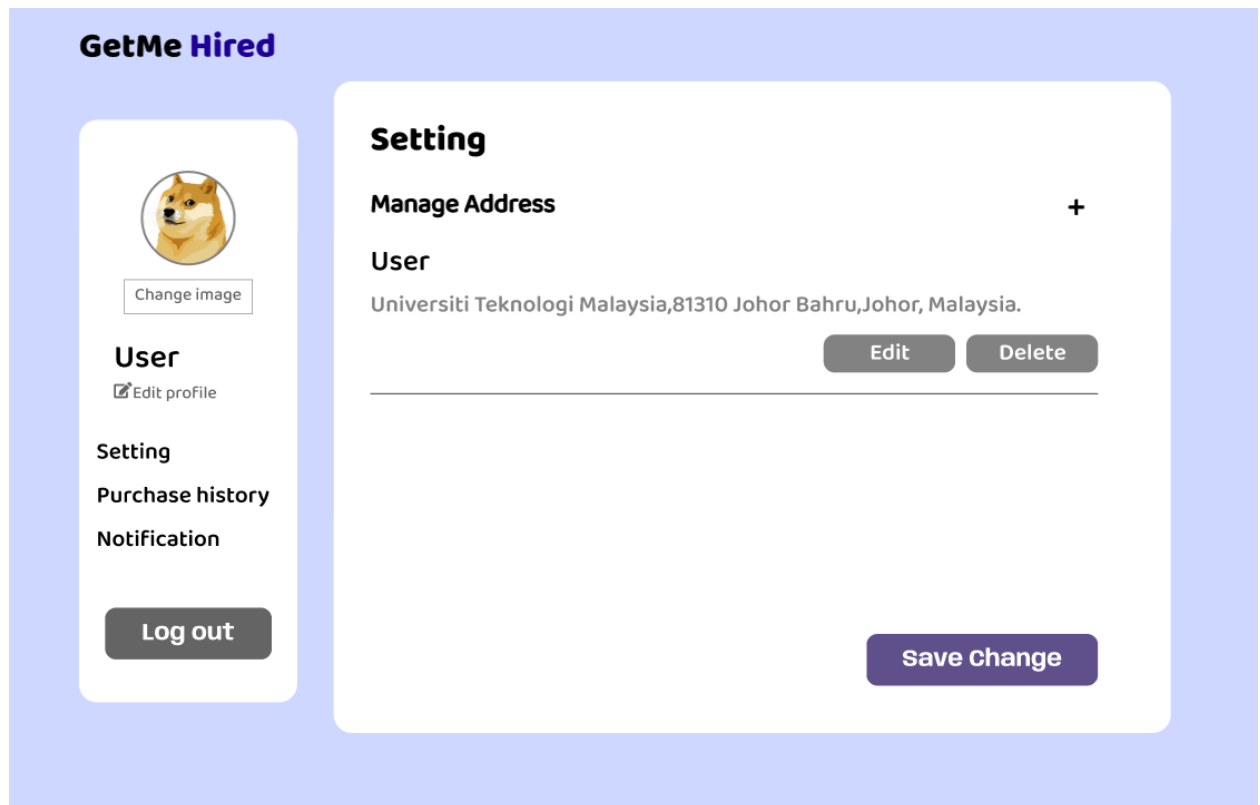 GetMe Hired
Change image
User
Edit profile
Setting
Purchase history
Notification
Log out
Setting
Manage Address
+
User
Universiti Teknologi Malaysia,81310 Johor Bahru,Johor, Malaysia.
Edit Delete
Save Change